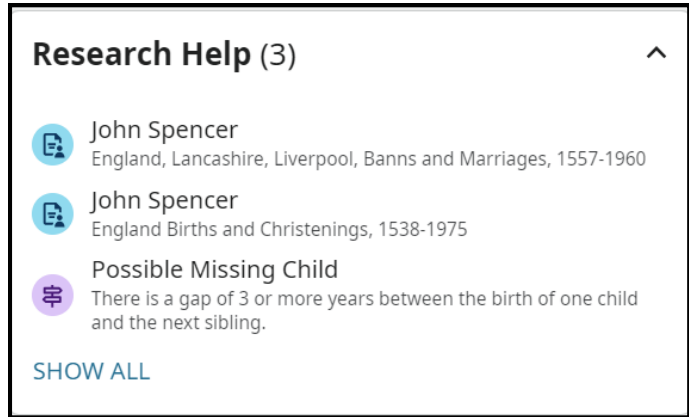 Research Help (3)
John Spencer
England, Lancashire, Liverpool, Banns and Marriages, 1557-1960
John Spencer
England Births and Christenings, 1538-1975
Possible Missing Child
There is a gap of 3 or more years between the birth of one child
and the next sibling.
SHOW ALL